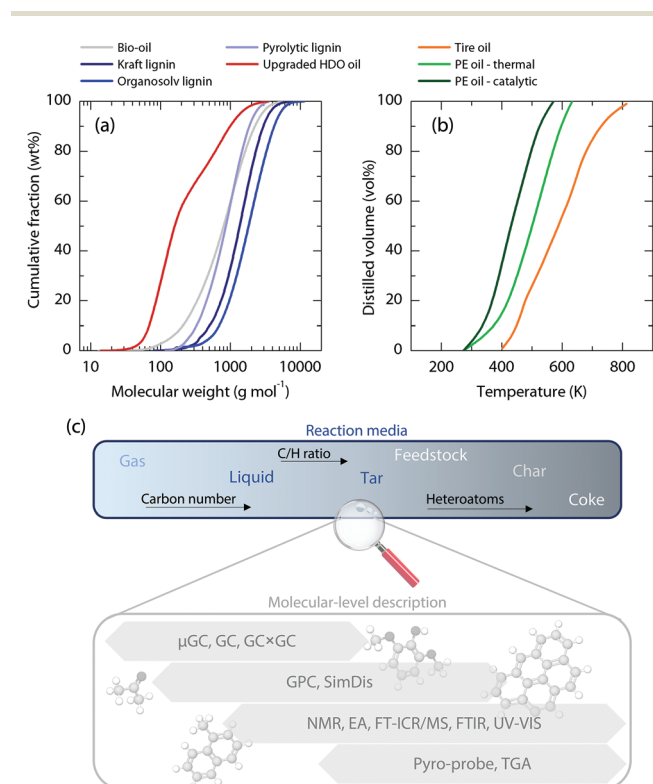 Bio-oil
Kraft lignin
Organosolv lignin
Pyrolytic lignin
Upgraded HDO oil
Tire oil
PE oil - thermal
PE oil - catalytic
(a)
Cumulative fraction (wt%)
100
80
60
40
20
0
10 100 1000 10000
Molecular weight (g mol⁻¹)
(b)
Distilled volume (vol%)
100
80
60
40
20
0
200 400 600 800
Temperature (K)
(c)
Reaction media
Gas
Liquid
C/H ratio
Tar
Feedstock
Char
Coke
Carbon number
Heteroatoms
Molecular-level description
μGC, GC, GC×GC
GPC, SimDis
NMR, EA, FT-ICR/MS, FTIR, UV-VIS
Pyro-probe, TGA